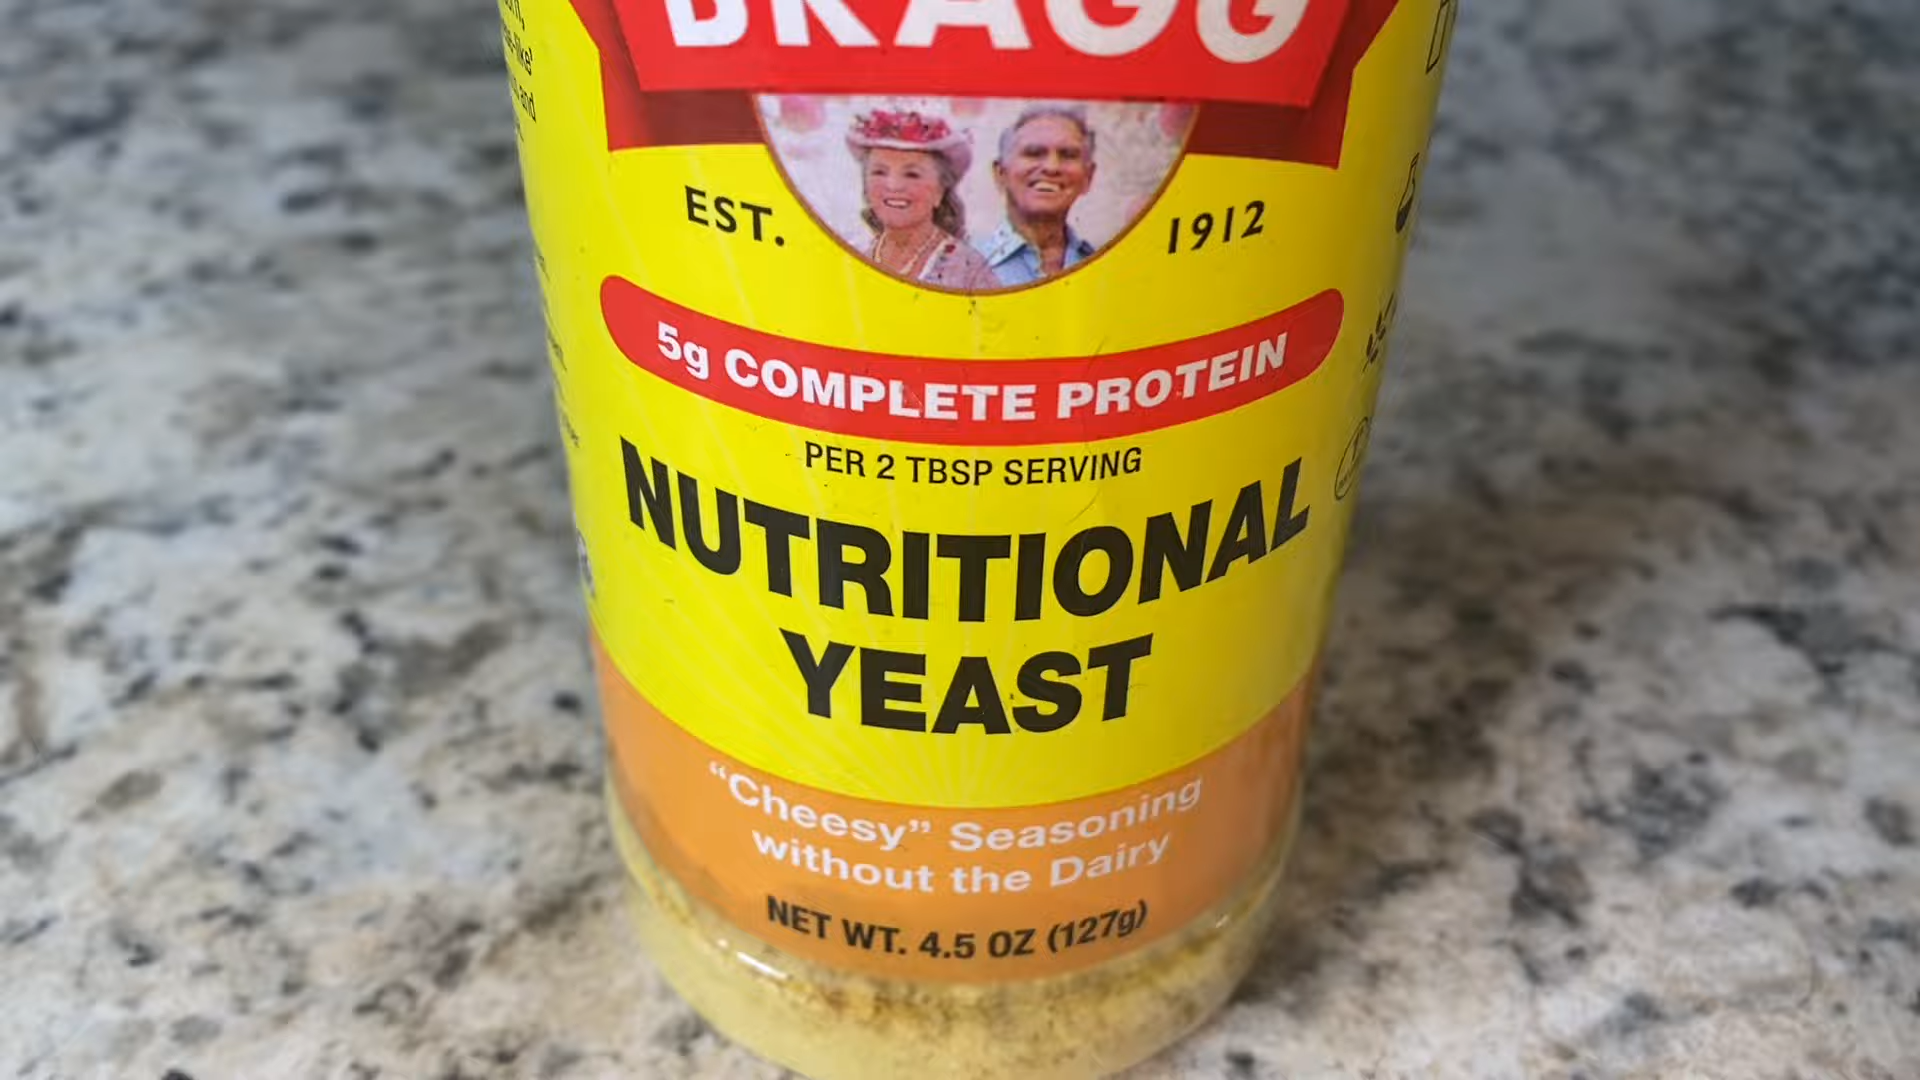 BRAGG
EST. 1912
5g COMPLETE PROTEIN
PER 2 TBSP SERVING
NUTRITIONAL
YEAST
“Cheesy” Seasoning
without the Dairy
NET WT. 4.5 OZ (127g)
and